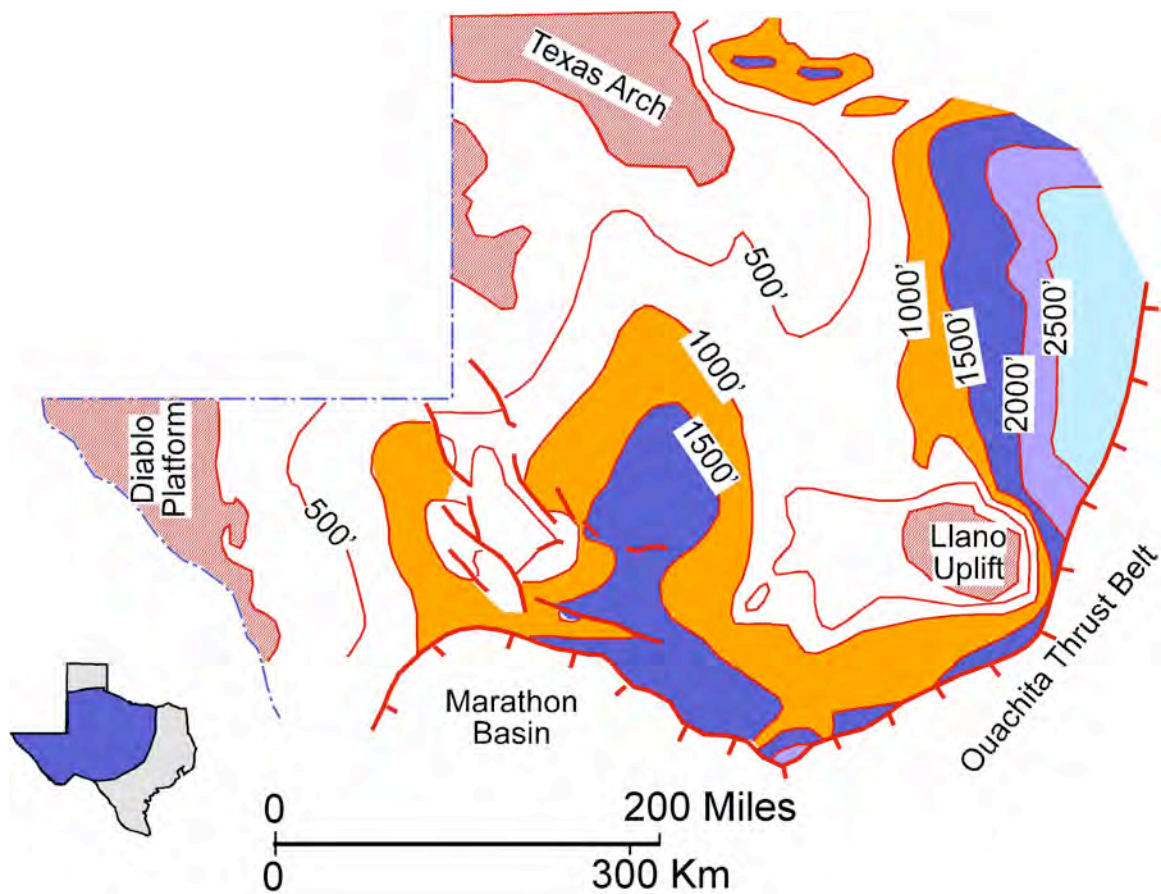 Texas Arch
500'
1000'
1500'
1000'
1500'
2000'
2500'
Diablo
Platform
500'
Llano
Uplift
Marathon
Basin
Ouachita Thrust Belt
0
200 Miles
0
300 Km